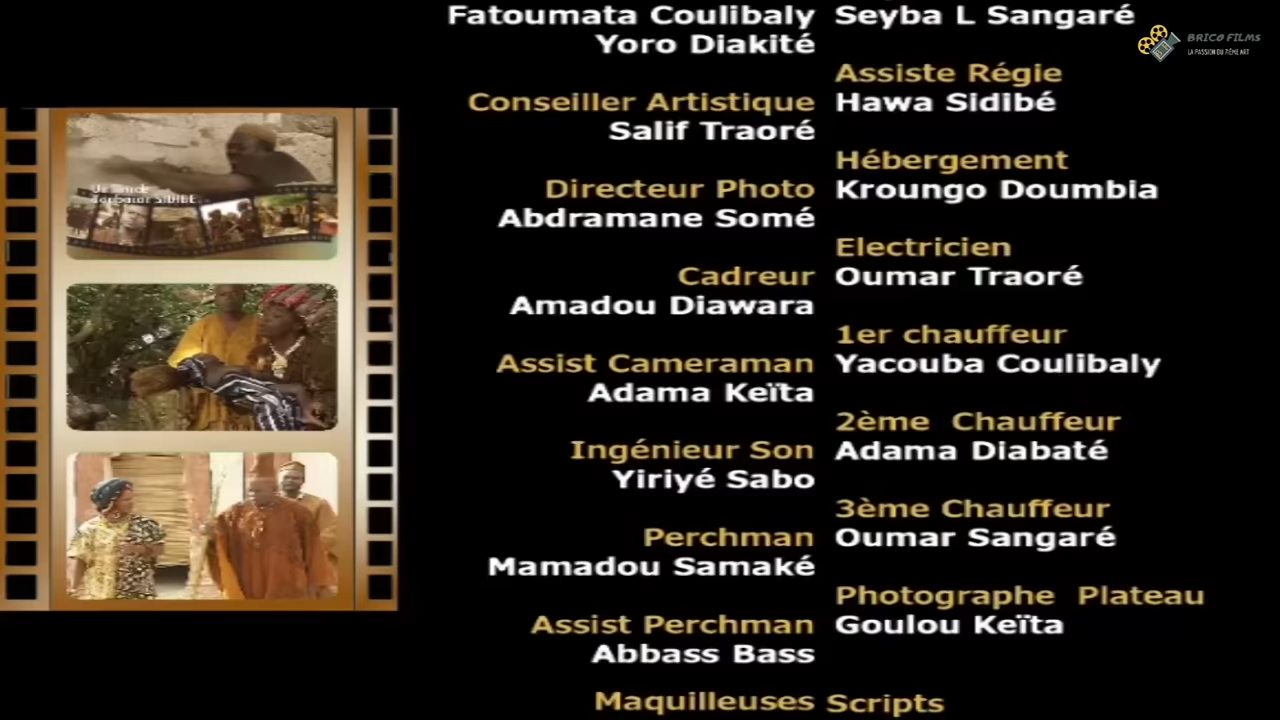 Fatoumata Coulibaly
Yoro Diakité
Conseiller Artistique
Salif Traoré
Directeur Photo
Abdramane Somé
Cadreur
Amadou Diawara
Assist Cameraman
Adama Keïta
Ingénieur Son
Yiriyé Sabo
Perchman
Mamadou Samaké
Assist Perchman
Abbass Bass
Maquilleuses
Seyba L Sangaré
Assiste Régie
Hawa Sidibé
Hébergement
Kroungo Doumbia
Electricien
Oumar Traoré
1er chauffeur
Yacouba Coulibaly
2ème Chauffeur
Adama Diabaté
3ème Chauffeur
Oumar Sangaré
Photographe Plateau
Goulou Keïta
Scripts
BRICO FILMS
LA PASSION DU 7IÈME ART